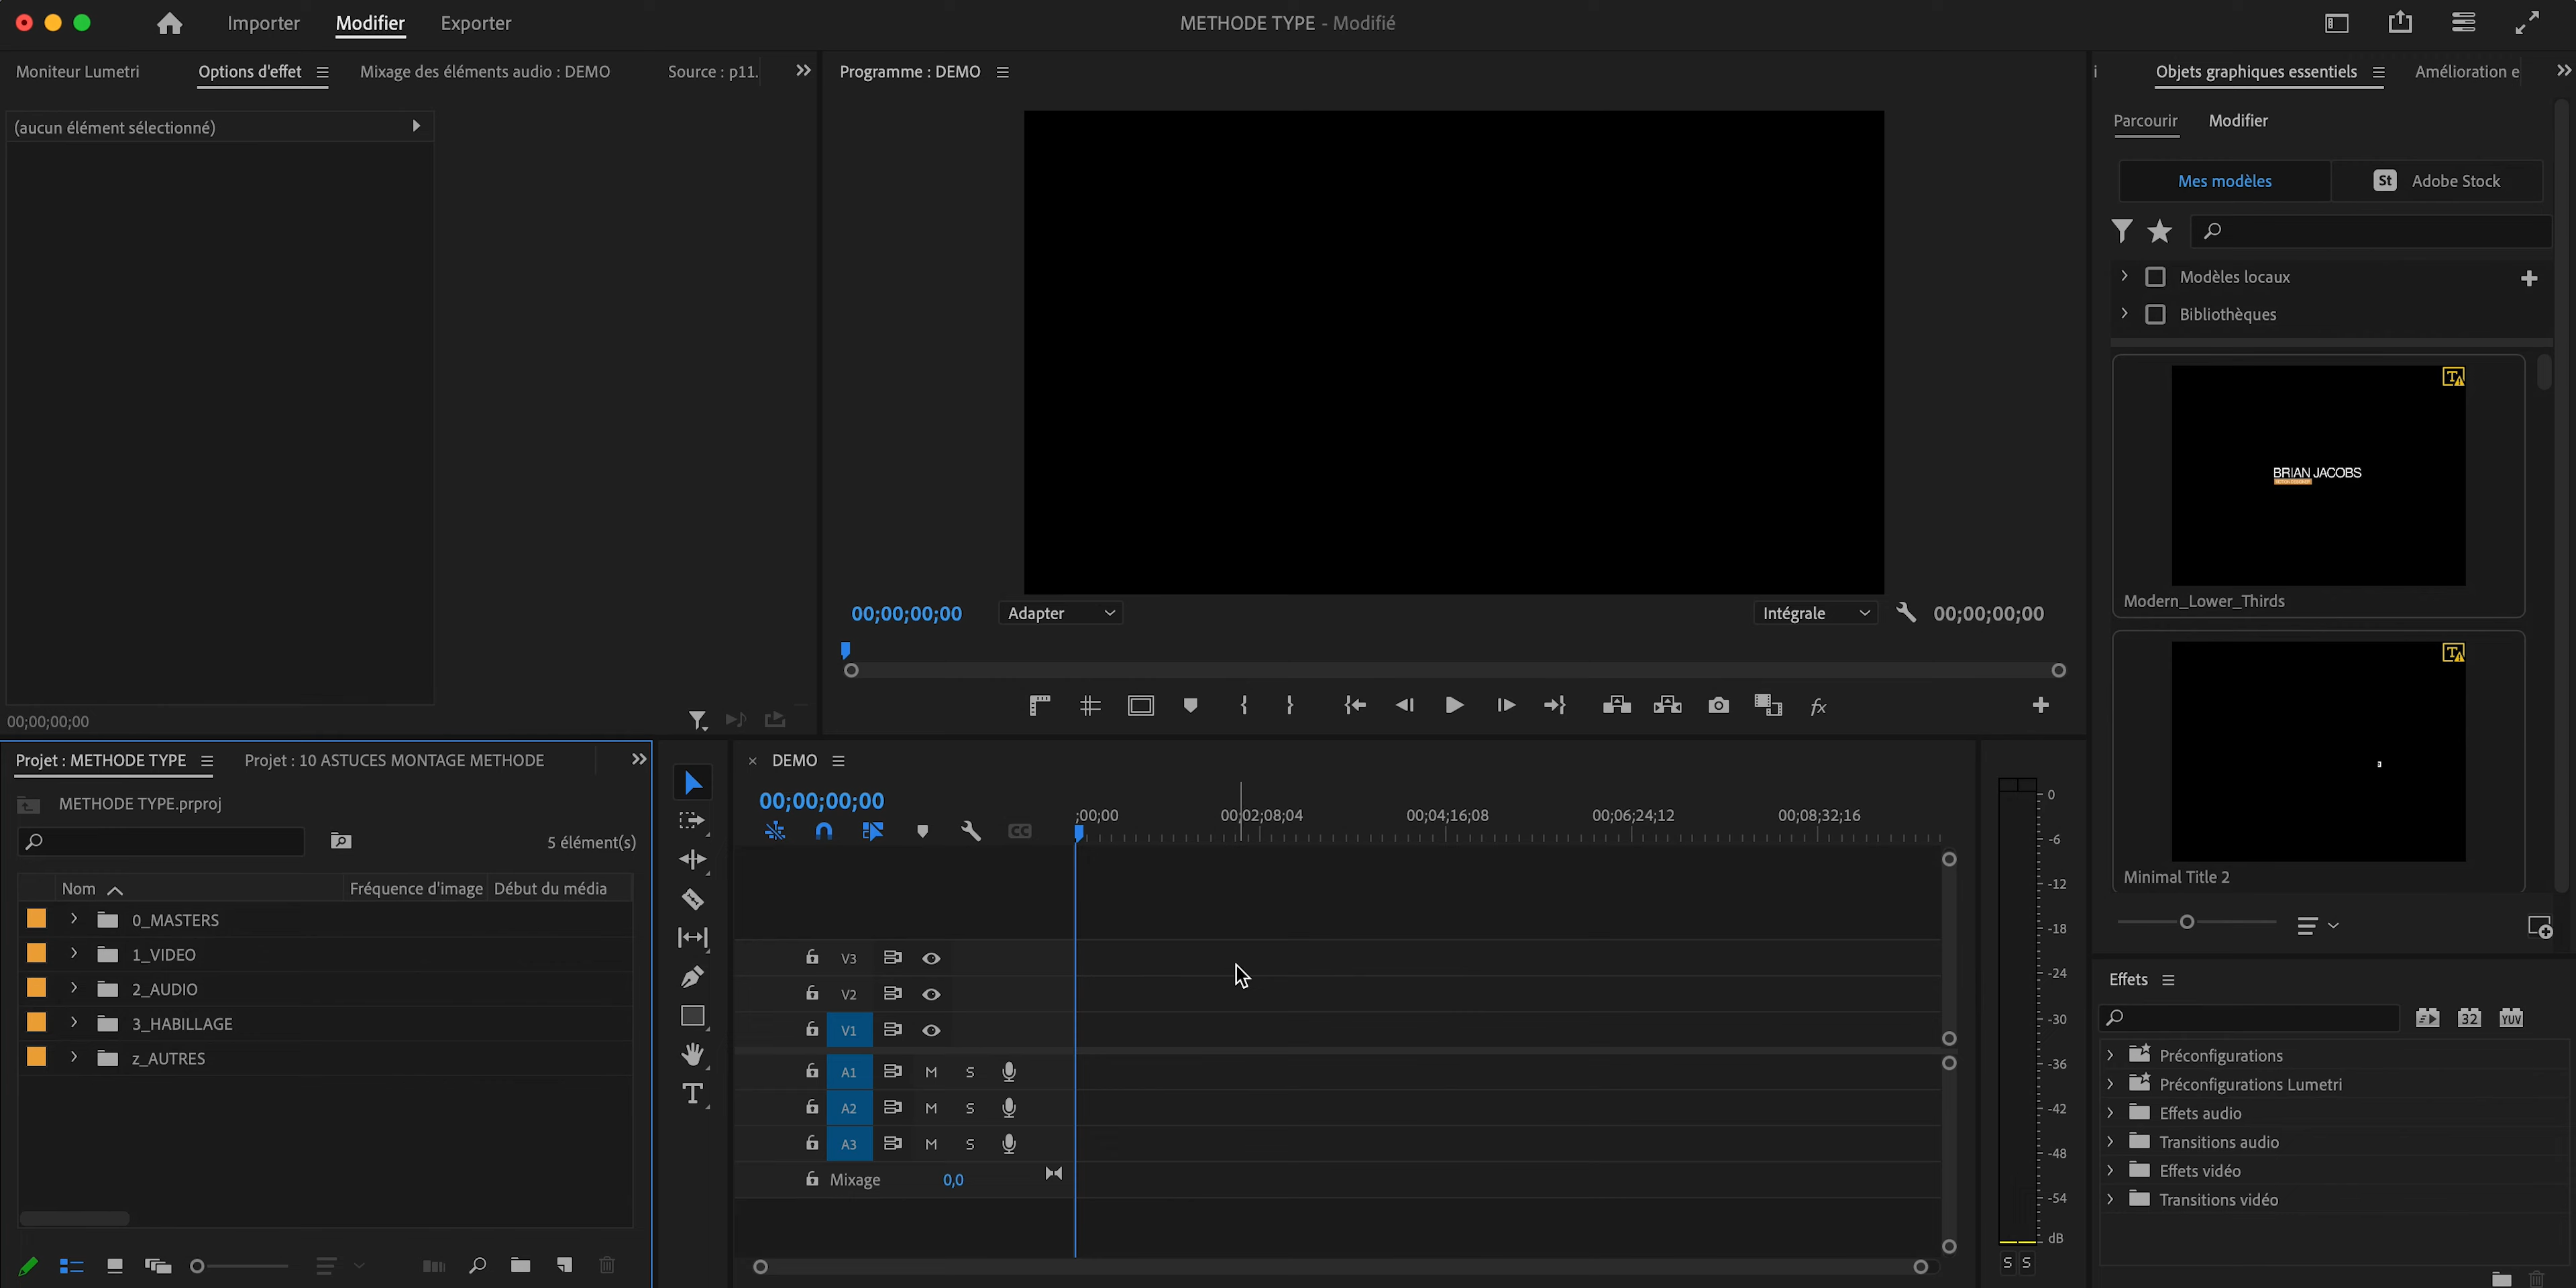 Importer Modifier Exporter METHODE TYPE - Modifié
Moniteur Lumetri Options d'effet Mixage des éléments audio : DEMO Source : p11.
(aucun élément sélectionné)
00;00;00;00
Programme : DEMO
00;00;00;00 Adapter Intégrale 00;00;00;00
fx
i Objets graphiques essentiels Amélioration e
Parcourir Modifier
Mes modèles St Adobe Stock
Modèles locaux
Bibliothèques
BRIAN JACOBS
Modern_Lower_Thirds
Minimal Title 2
Projet : METHODE TYPE Projet : 10 ASTUCES MONTAGE METHODE
METHODE TYPE.prproj
5 élément(s)
Nom Fréquence d'image Début du média
0_MASTERS
1_VIDEO
2_AUDIO
3_HABILLAGE
z_AUTRES
T
DEMO
00;00;00;00
;00;00 00;02;08;04 00;04;16;08 00;06;24;12 00;08;32;16
CC
V3
V2
V1
A1 M S
A2 M S
A3 M S
Mixage 0,0
0
-6
-12
-18
-24
-30
-36
-42
-48
-54
dB
S S
Effets
32 YUV
Préconfigurations
Préconfigurations Lumetri
Effets audio
Transitions audio
Effets vidéo
Transitions vidéo